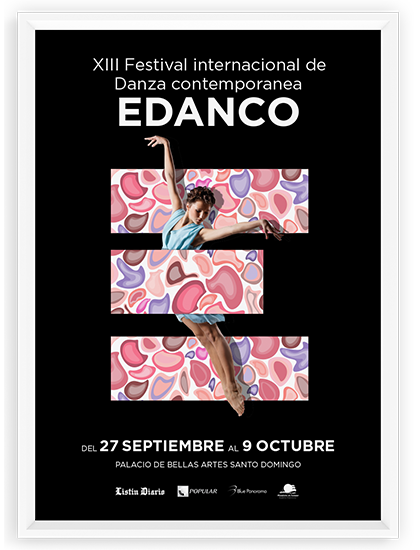 XIII Festival internacional de
Danza contemporanea
EDANCO
DEL 27 SEPTIEMBRE AL 9 OCTUBRE
PALACIO DE BELLAS ARTES SANTO DOMINGO
Listín Diario POPULAR Blue Panorama